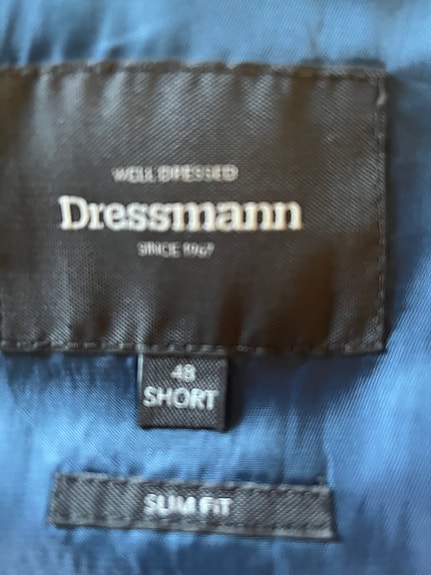 WELL DRESSED
Dressmann
SINCE 1967
48
SHORT
SLIM FIT